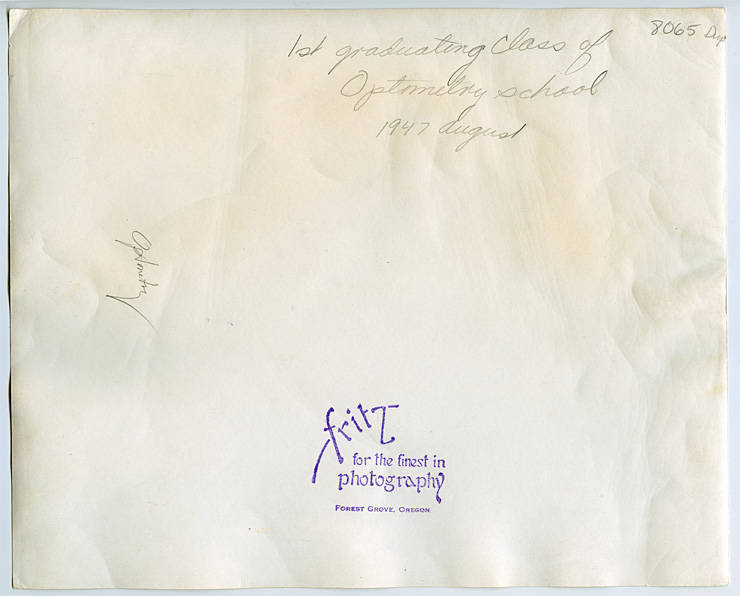 8065 Dup
1st graduating class of
Optometry school
1947 August
Optometry
fritz
for the finest in
photography
FOREST GROVE, OREGON